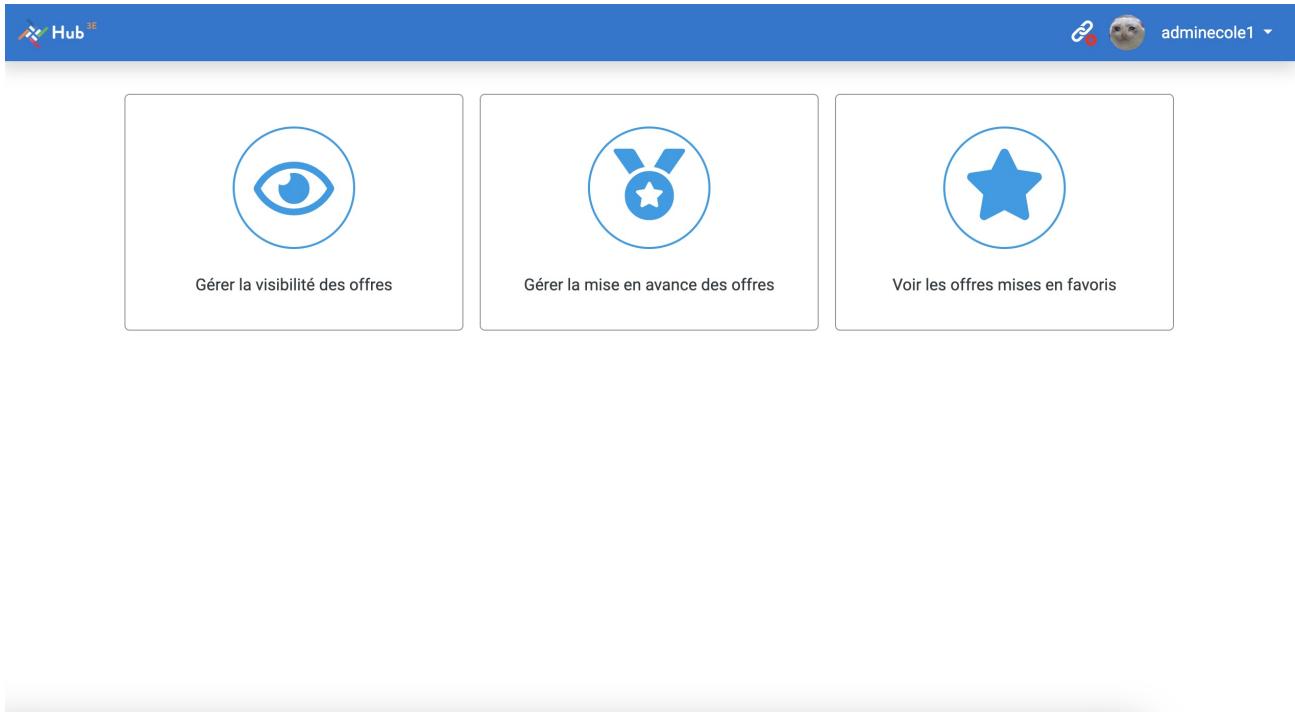 Hub 3E
adminecole1
Gérer la visibilité des offres
Gérer la mise en avance des offres
Voir les offres mises en favoris